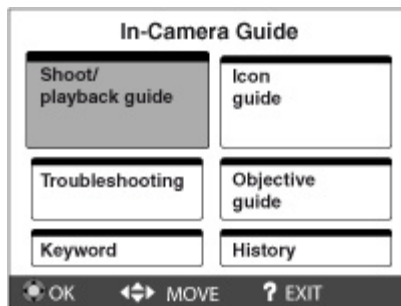 In-Camera Guide
Shoot/
playback guide
Icon
guide
Troubleshooting
Objective
guide
Keyword
History
OK MOVE ? EXIT